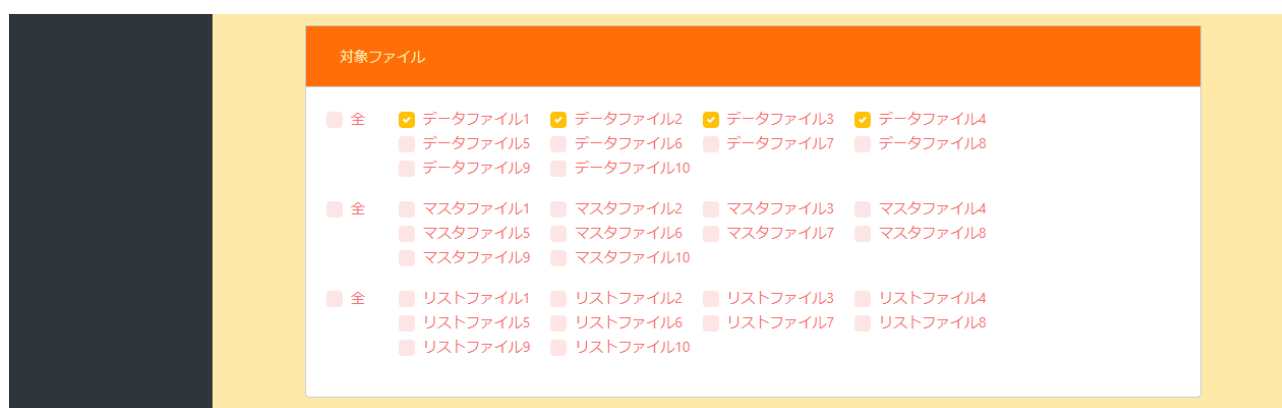 対象ファイル
全 データファイル1 データファイル2 データファイル3 データファイル4
データファイル5 データファイル6 データファイル7 データファイル8
データファイル9 データファイル10
全 マスタファイル1 マスタファイル2 マスタファイル3 マスタファイル4
マスタファイル5 マスタファイル6 マスタファイル7 マスタファイル8
マスタファイル9 マスタファイル10
全 リストファイル1 リストファイル2 リストファイル3 リストファイル4
リストファイル5 リストファイル6 リストファイル7 リストファイル8
リストファイル9 リストファイル10